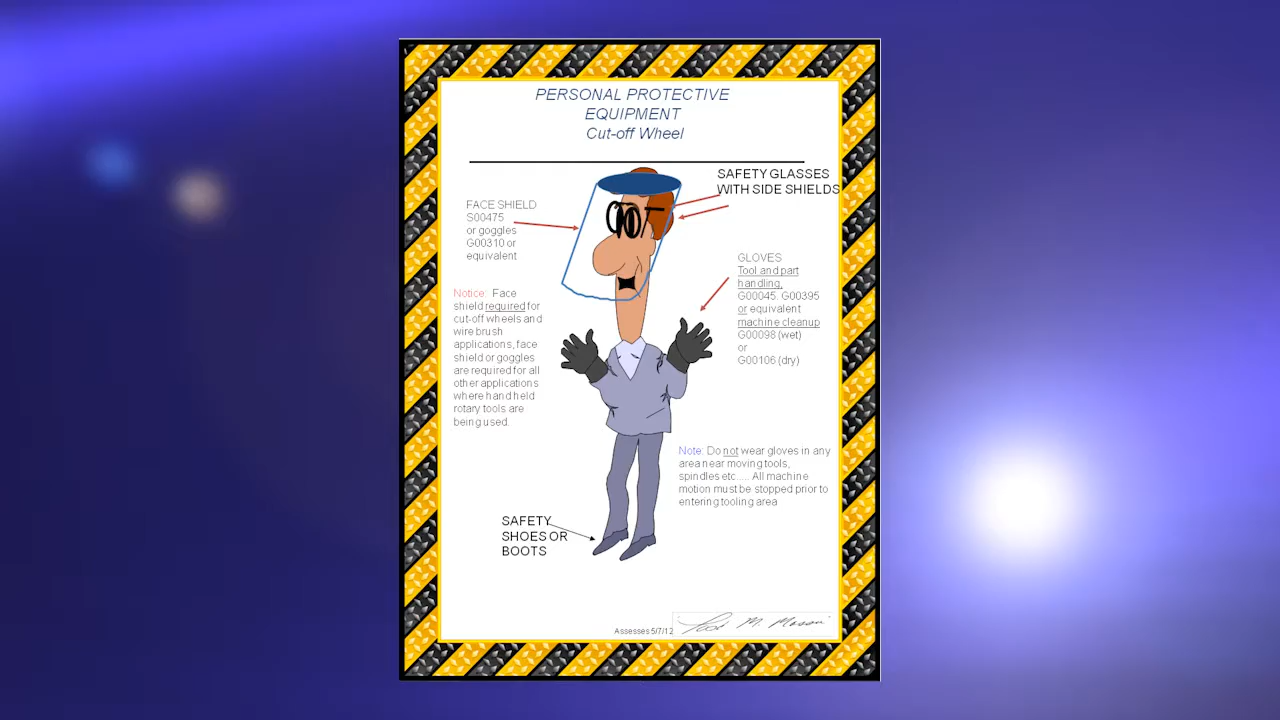 PERSONAL PROTECTIVE
EQUIPMENT
Cut-off Wheel
SAFETY GLASSES
WITH SIDE SHIELDS
FACE SHIELD
S00475
or goggles
G00310 or
equivalent
GLOVES
Tool and part
handling,
G00045. G00395
or equivalent
machine cleanup
G00098 (wet)
or
G00106 (dry)
Notice: Face
shield required for
cut-off wheels and
wire brush
applications, face
shield or goggles
are required for all
other applications
where hand held
rotary tools are
being used.
Note: Do not wear gloves in any
area near moving tools,
spindles etc..... All machine
motion must be stopped prior to
entering tooling area
SAFETY
SHOES OR
BOOTS
Assesses 5/7/12